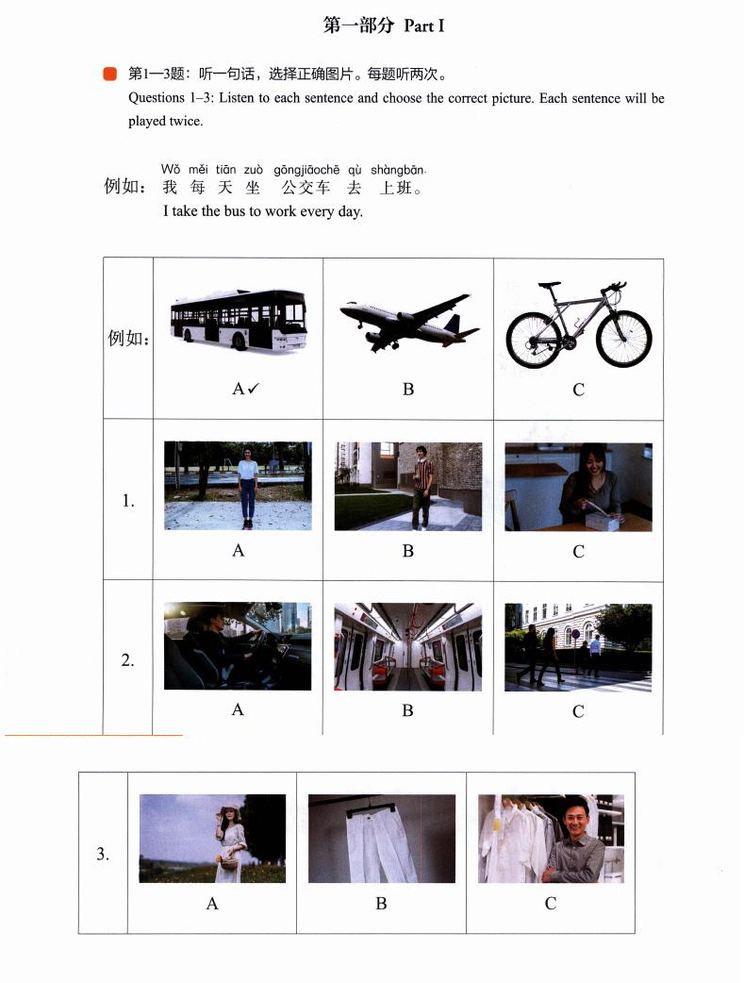 第一部分 Part I
第1—3题：听一句话，选择正确图片。每题听两次。
Questions 1–3: Listen to each sentence and choose the correct picture. Each sentence will be
played twice.
Wǒ měi tiān zuò gōngjiāochē qù shàngbān.
例如： 我 每 天 坐 公交车 去 上班。
I take the bus to work every day.
例如：
A✓ B C
1.
A B C
2.
A B C
3.
A B C